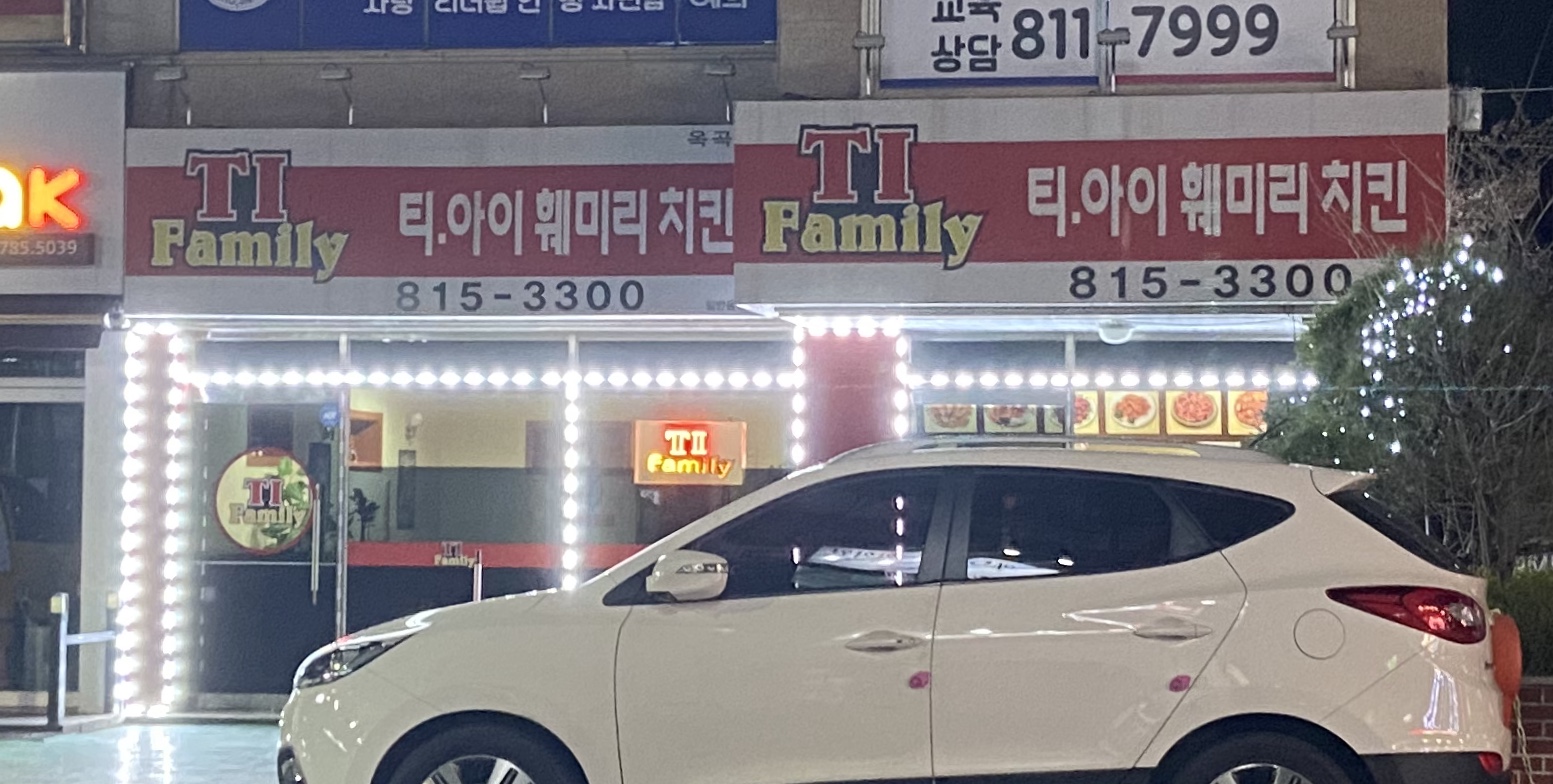 교육
상담 811-7999
TI
Family
티.아이 훼미리 치킨
815-3300
옥곡
TI
Family
티.아이 훼미리 치킨
815-3300
aK
785.5039
TI
Family
TI
Family
TI
Family